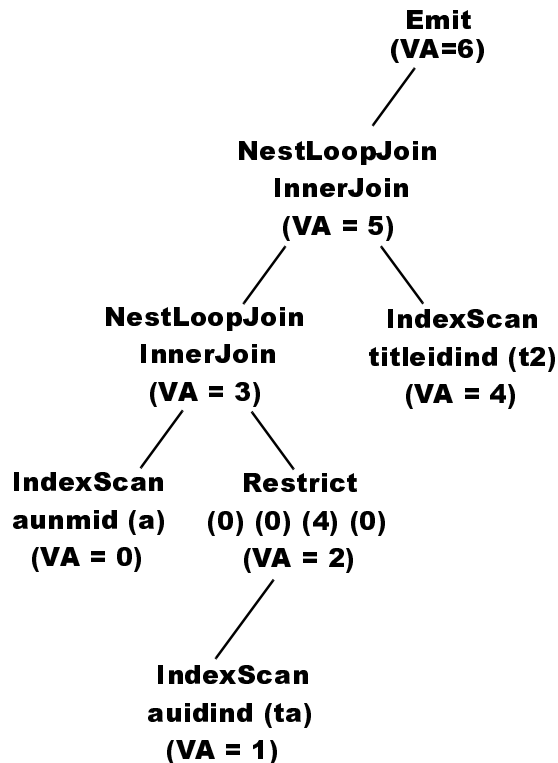 Emit
(VA=6)
NestLoopJoin
InnerJoin
(VA = 5)
NestLoopJoin
InnerJoin
(VA = 3)
IndexScan
titleidind (t2)
(VA = 4)
IndexScan
aunmid (a)
(VA = 0)
Restrict
(0) (0) (4) (0)
(VA = 2)
IndexScan
auidind (ta)
(VA = 1)